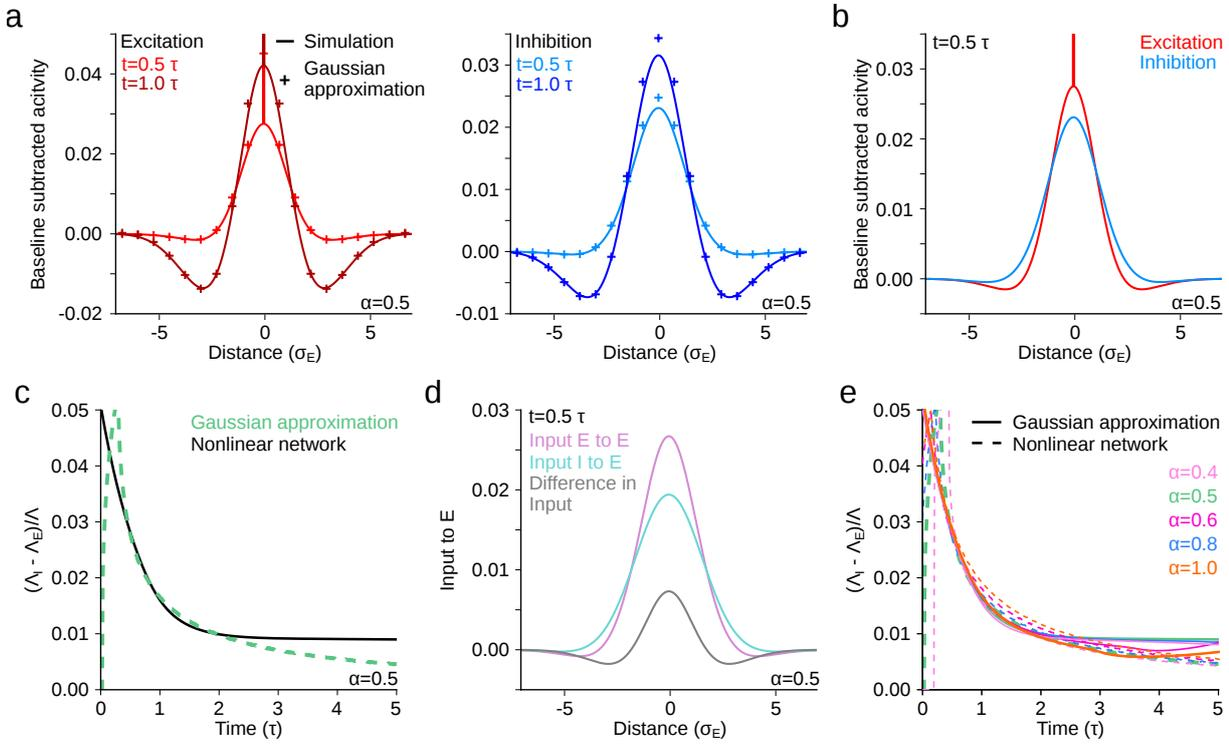 a
Excitation
t=0.5 τ
t=1.0 τ
Simulation
Gaussian
approximation
Baseline subtracted acitvity
0.04
0.02
0.00
-0.02
-5
0
5
α=0.5
Distance (σE)
Inhibition
t=0.5 τ
t=1.0 τ
0.03
0.02
0.01
0.00
-0.01
-5
0
5
α=0.5
Distance (σE)
b
t=0.5 τ
Excitation
Inhibition
Baseline subtracted acitvity
0.03
0.02
0.01
0.00
-5
0
5
α=0.5
Distance (σE)
c
Gaussian approximation
Nonlinear network
(ΛI - ΛE)/Λ
0.05
0.04
0.03
0.02
0.01
0.00
0
1
2
3
4
5
α=0.5
Time (τ)
d
t=0.5 τ
Input E to E
Input I to E
Difference in
Input
Input to E
0.03
0.02
0.01
0.00
-5
0
5
α=0.5
Distance (σE)
e
Gaussian approximation
Nonlinear network
α=0.4
α=0.5
α=0.6
α=0.8
α=1.0
(ΛI - ΛE)/Λ
0.05
0.04
0.03
0.02
0.01
0.00
0
1
2
3
4
5
Time (τ)